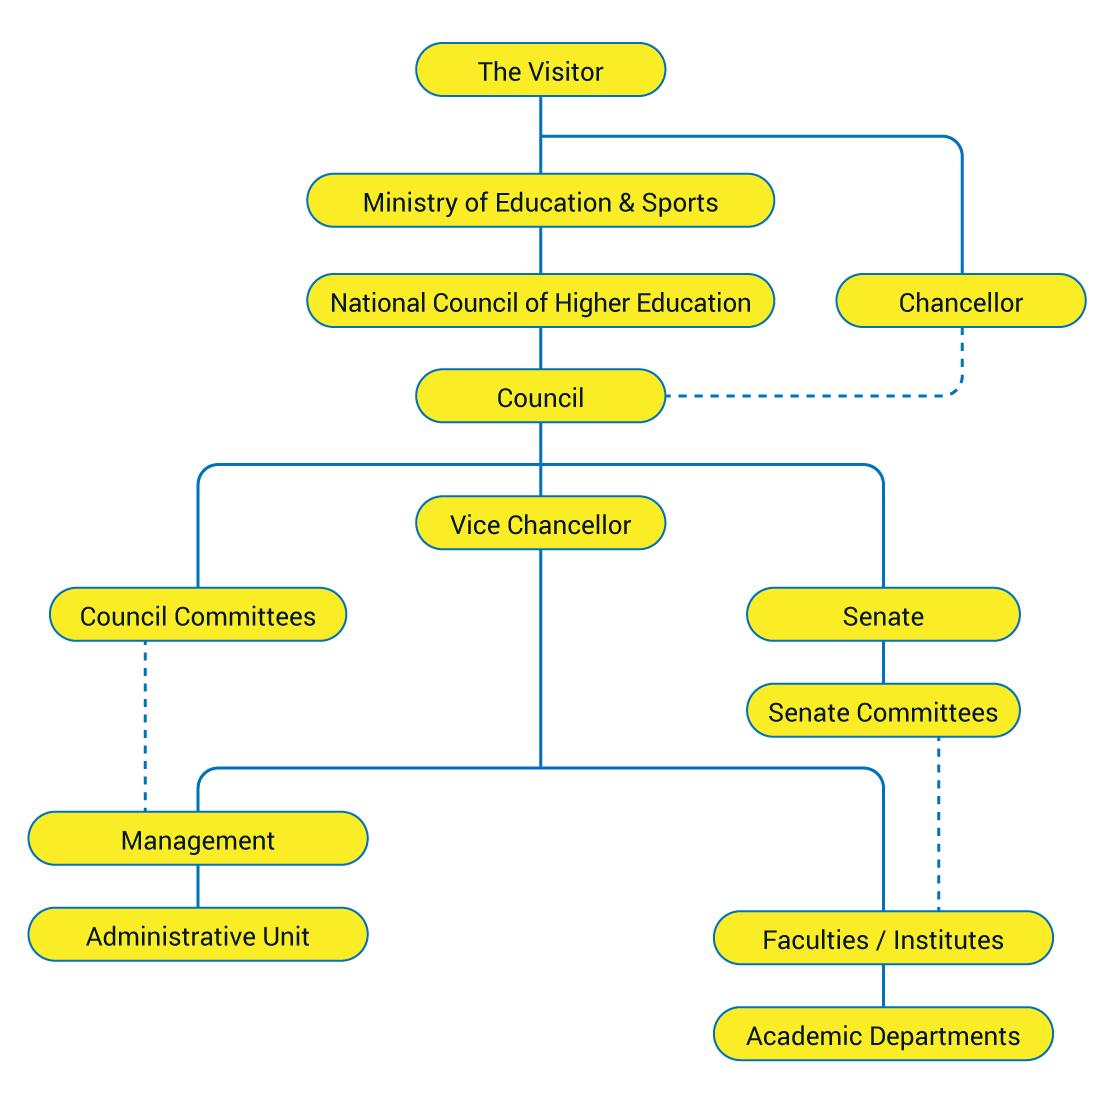 The Visitor
Ministry of Education & Sports
National Council of Higher Education
Chancellor
Council
Vice Chancellor
Council Committees
Senate
Senate Committees
Management
Administrative Unit
Faculties / Institutes
Academic Departments